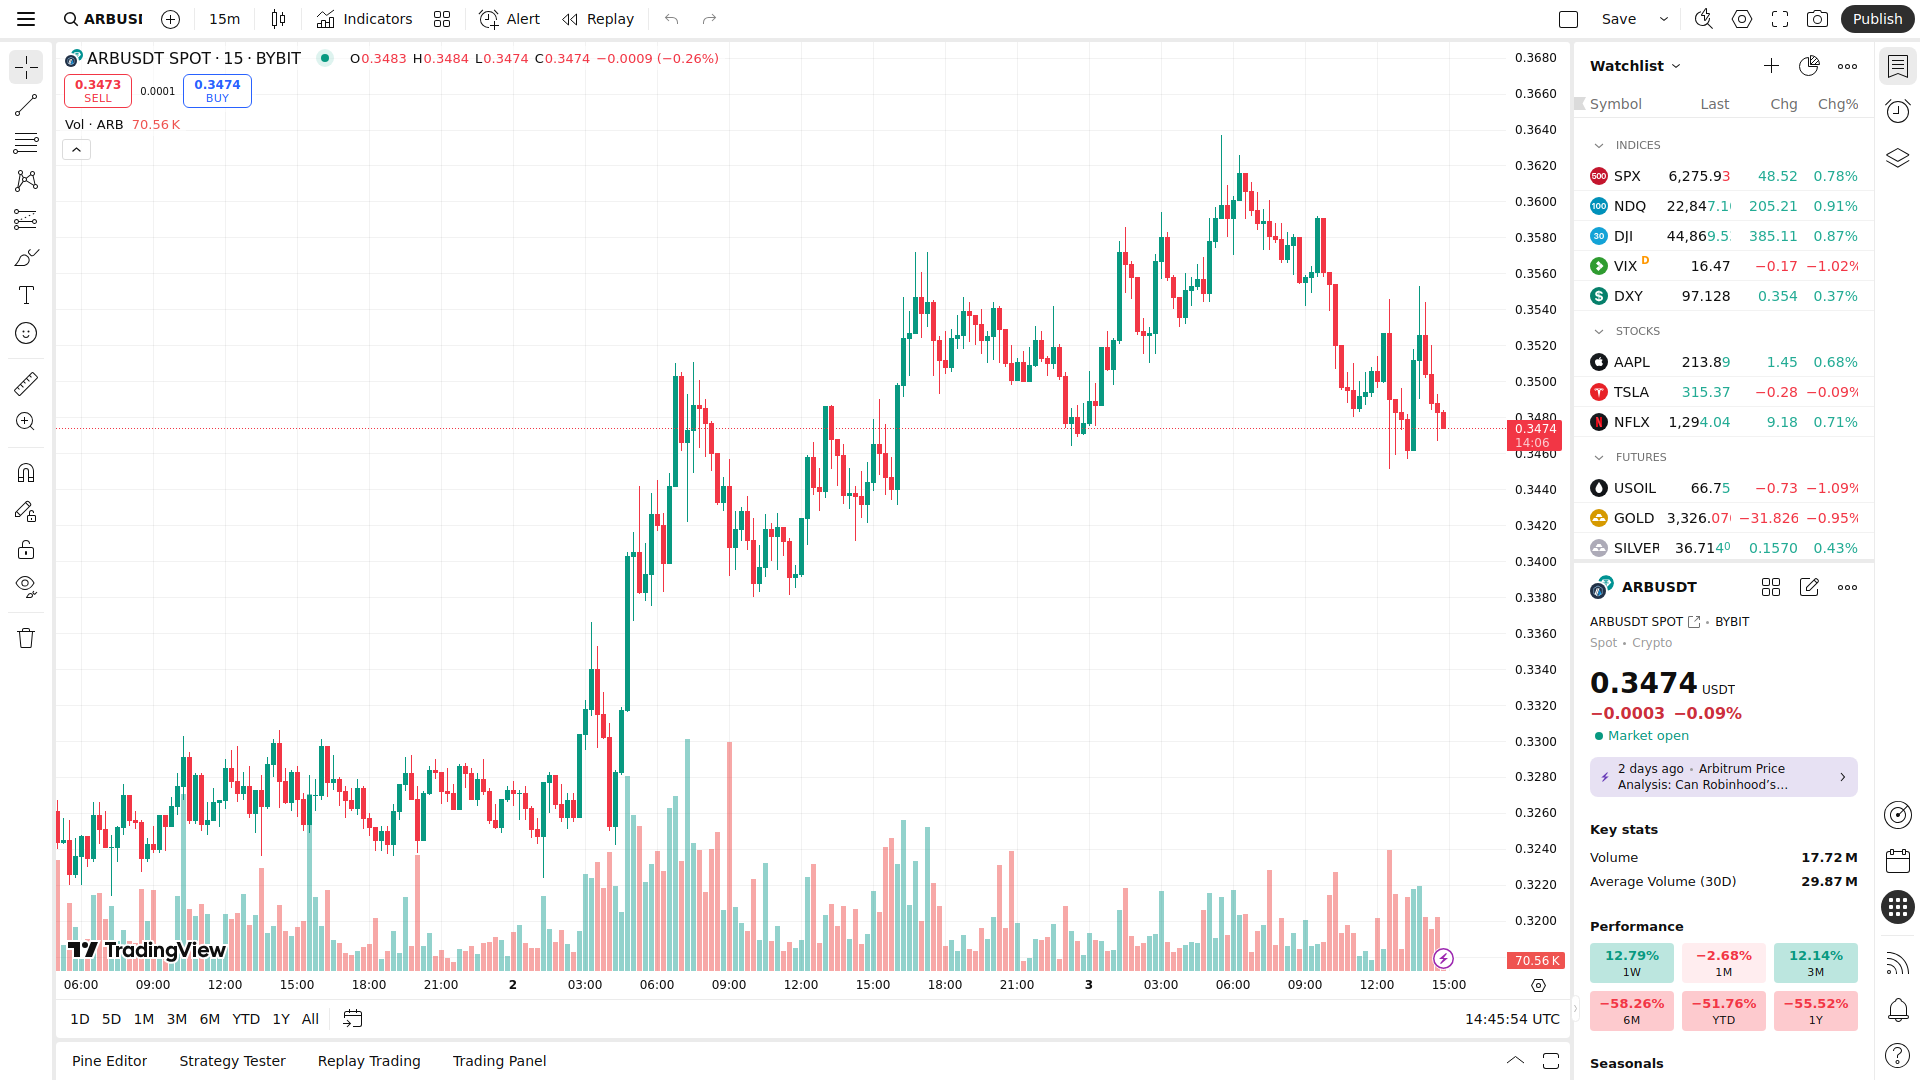 ARBUSI
15m
Indicators
Alert
Replay
Save
Publish
ARBUSDT SPOT · 15 · BYBIT
O0.3483 H0.3484 L0.3474 C0.3474 −0.0009 (−0.26%)
0.3473
SELL
0.0001
0.3474
BUY
Vol · ARB 70.56 K
0.3680
0.3660
0.3640
0.3620
0.3600
0.3580
0.3560
0.3540
0.3520
0.3500
0.3480
0.3474
14:06
0.3460
0.3440
0.3420
0.3400
0.3380
0.3360
0.3340
0.3320
0.3300
0.3280
0.3260
0.3240
0.3220
0.3200
70.56 K
TradingView
06:00 09:00 12:00 15:00 18:00 21:00 2 03:00 06:00 09:00 12:00 15:00 18:00 21:00 3 03:00 06:00 09:00 12:00 15:00
1D 5D 1M 3M 6M YTD 1Y All
14:45:54 UTC
Pine Editor Strategy Tester Replay Trading Trading Panel
Watchlist
Symbol Last Chg Chg%
INDICES
500 SPX 6,275.93 48.52 0.78%
100 NDQ 22,847.1 205.21 0.91%
30 DJI 44,869.5 385.11 0.87%
VIX D 16.47 −0.17 −1.02%
DXY 97.128 0.354 0.37%
STOCKS
AAPL 213.89 1.45 0.68%
TSLA 315.37 −0.28 −0.09%
NFLX 1,294.04 9.18 0.71%
FUTURES
USOIL 66.75 −0.73 −1.09%
GOLD 3,326.07 −31.826 −0.95%
SILVER 36.7140 0.1570 0.43%
ARBUSDT
ARBUSDT SPOT • BYBIT
Spot • Crypto
0.3474 USDT
−0.0003 −0.09%
Market open
2 days ago • Arbitrum Price
Analysis: Can Robinhood’s…
Key stats
Volume 17.72 M
Average Volume (30D) 29.87 M
Performance
12.79% −2.68% 12.14%
1W 1M 3M
−58.26% −51.76% −55.52%
6M YTD 1Y
Seasonals